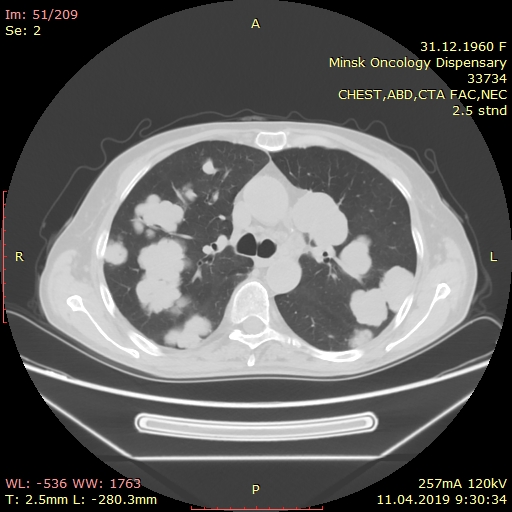 Im: 51/209
Se: 2
A
31.12.1960 F
Minsk Oncology Dispensary
33734
CHEST,ABD,CTA FAC,NEC
2.5 stnd
R
L
WL: -536 WW: 1763
T: 2.5mm L: -280.3mm
P
257mA 120kV
11.04.2019 9:30:34